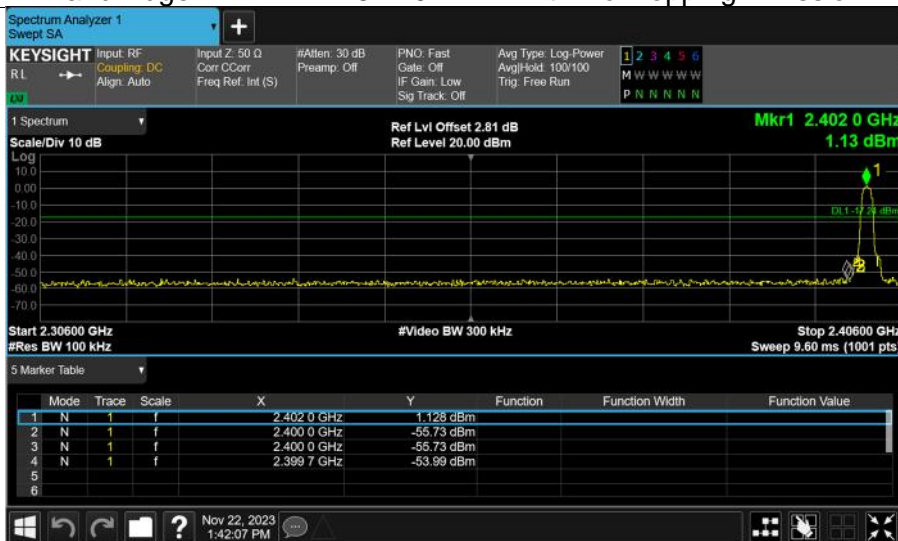 Spectrum Analyzer 1
Swept SA
+
KEYSIGHT
RL
Input: RF
Coupling: DC
Align: Auto
Input Z: 50 Ω
Corr CCorr
Freq Ref: Int (S)
#Atten: 30 dB
Preamp: Off
PNO: Fast
Gate: Off
IF Gain: Low
Sig Track: Off
Avg Type: Log-Power
Avg|Hold: 100/100
Trig: Free Run
1 2 3 4 5 6
M W W W W W
P N N N N N
1 Spectrum
Scale/Div 10 dB
Ref Lvl Offset 2.81 dB
Ref Level 20.00 dBm
Mkr1 2.402 0 GHz
1.13 dBm
Log
10.0
0.00
-10.0
-20.0
-30.0
-40.0
-50.0
-60.0
-70.0
1
DL1 -17.24 dBm
Start 2.30600 GHz
#Res BW 100 kHz
#Video BW 300 kHz
Stop 2.40600 GHz
Sweep 9.60 ms (1001 pts)
5 Marker Table
Mode Trace Scale X Y Function Function Width Function Value
1 N 1 f 2.402 0 GHz 1.128 dBm
2 N 1 f 2.400 0 GHz -55.73 dBm
3 N 1 f 2.400 0 GHz -55.73 dBm
4 N 1 f 2.399 7 GHz -53.99 dBm
5
6
?
Nov 22, 2023
1:42:07 PM